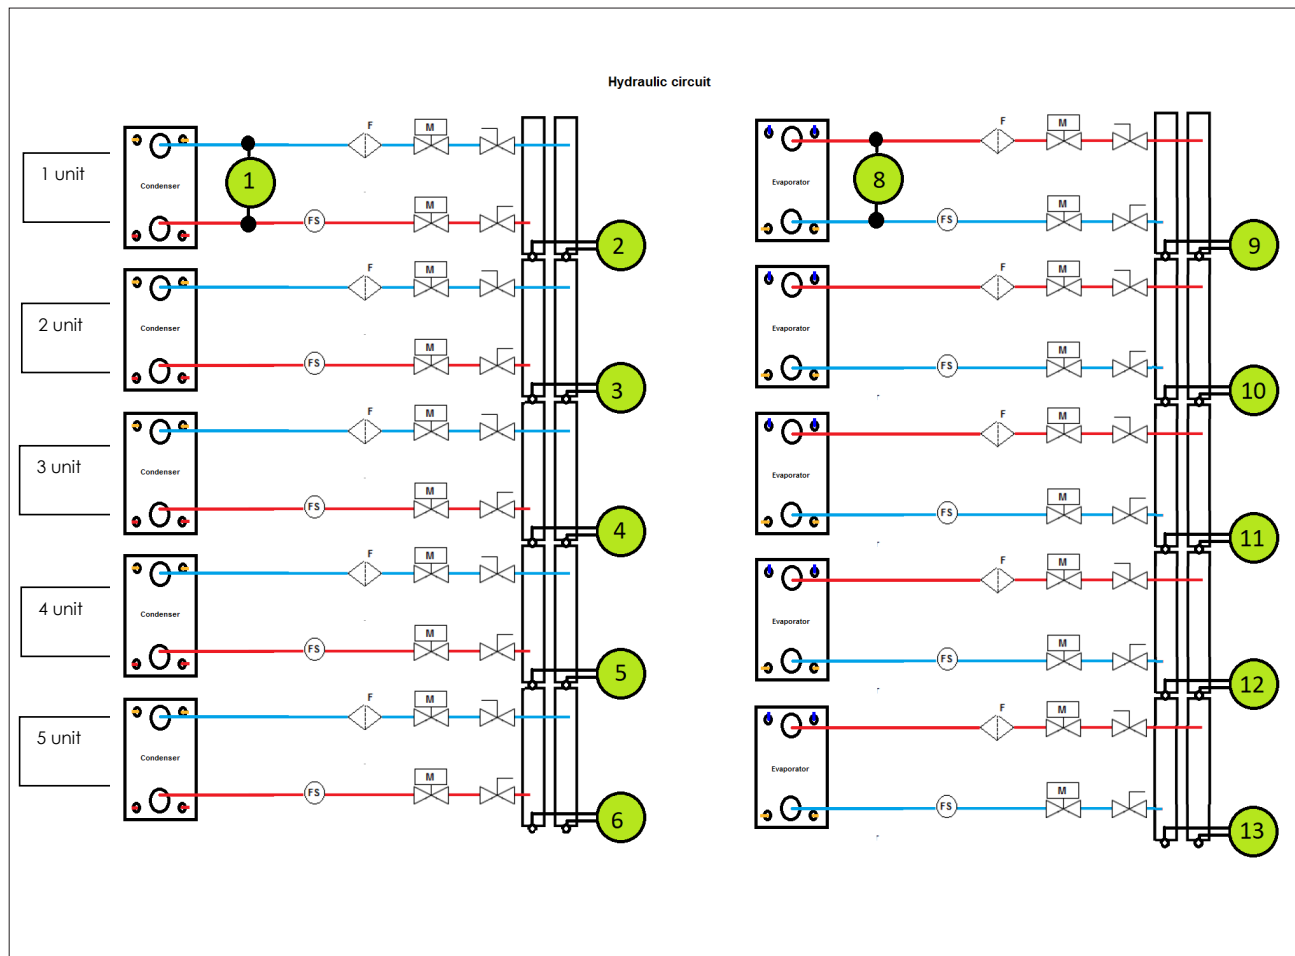 Hydraulic circuit
F M F M
1 unit Condenser 1 Evaporator 8
FS M FS M
2 9
F M F M
2 unit Condenser Evaporator
FS M FS M
3 10
F M F M
3 unit Condenser Evaporator
FS M FS M
4 11
F M F M
4 unit Condenser Evaporator
FS M FS M
5 12
F M F M
5 unit Condenser Evaporator
FS M FS M
6 13